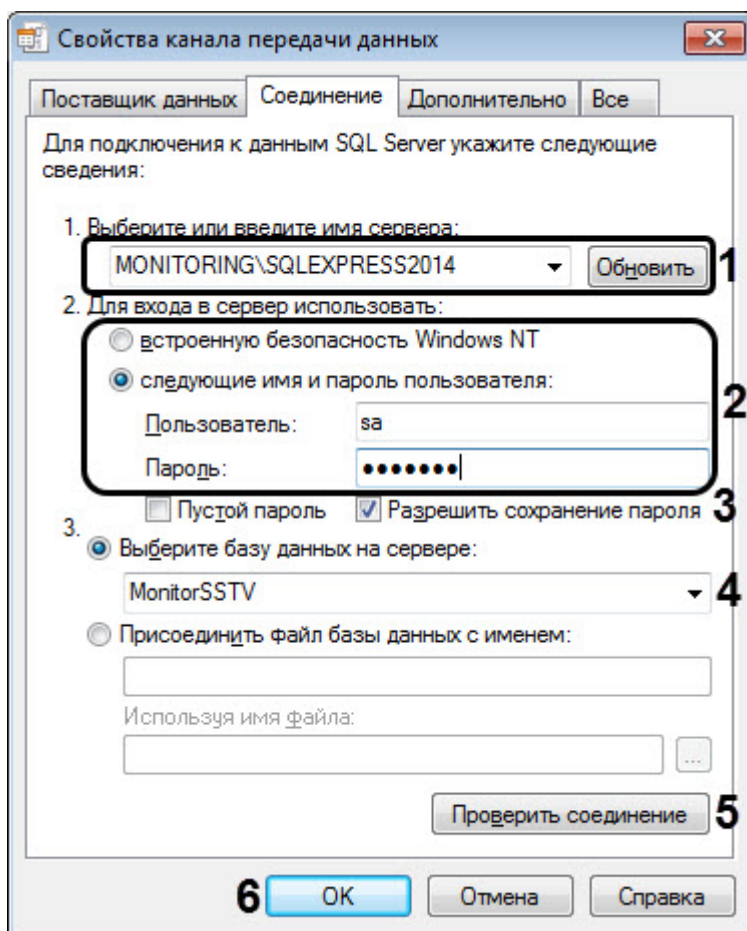 Свойства канала передачи данных
Поставщик данных Соединение Дополнительно Все
Для подключения к данным SQL Server укажите следующие
сведения:
1. Выберите или введите имя сервера:
MONITORING\SQLEXPRESS2014 Обновить 1
2. Для входа в сервер использовать:
встроенную безопасность Windows NT
следующие имя и пароль пользователя:
2
Пользователь: sa
Пароль: •••••••
Пустой пароль Разрешить сохранение пароля 3
3.
Выберите базу данных на сервере:
MonitorSSTV 4
Присоединить файл базы данных с именем:
Используя имя файла:
...
Проверить соединение 5
6 OK Отмена Справка